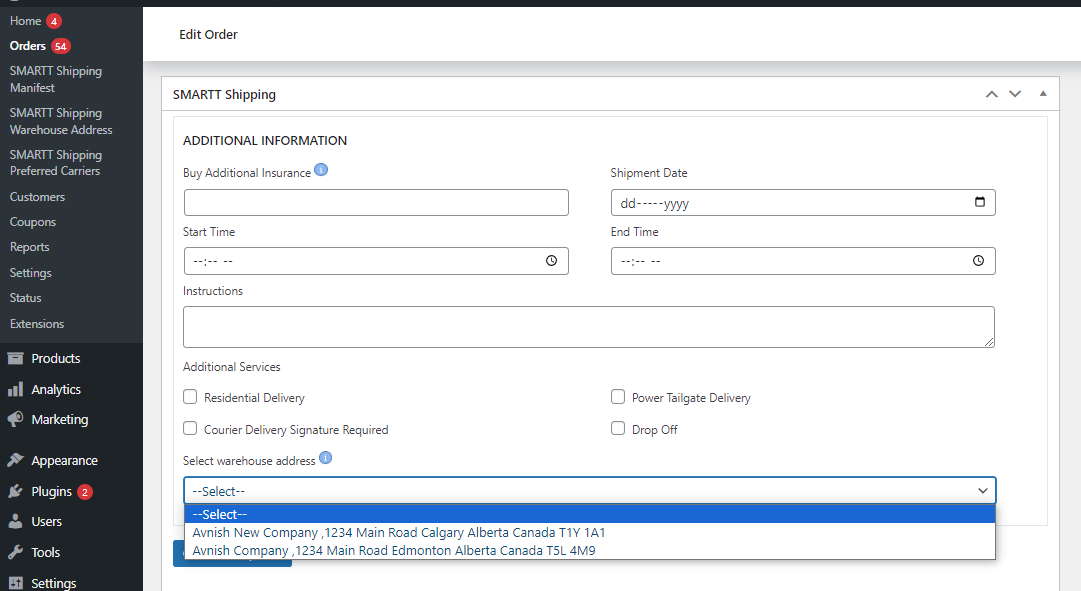 Home 4
Orders 54
SMARTT Shipping
Manifest
SMARTT Shipping
Warehouse Address
SMARTT Shipping
Preferred Carriers
Customers
Coupons
Reports
Settings
Status
Extensions
Products
Analytics
Marketing
Appearance
Plugins 2
Users
Tools
Settings
Edit Order
SMARTT Shipping
ADDITIONAL INFORMATION
Buy Additional Insurance i
Shipment Date
dd-----yyyy
Start Time
End Time
--:-- --
--:-- --
Instructions
Additional Services
Residential Delivery
Power Tailgate Delivery
Courier Delivery Signature Required
Drop Off
Select warehouse address i
--Select--
--Select--
Avnish New Company ,1234 Main Road Calgary Alberta Canada T1Y 1A1
Avnish Company ,1234 Main Road Edmonton Alberta Canada T5L 4M9